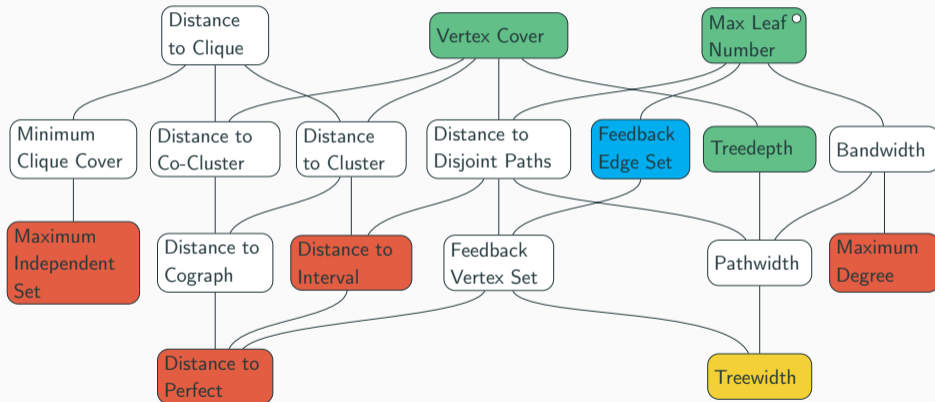 Distance
to Clique
Vertex Cover
Max Leaf
Number
Minimum
Clique Cover
Distance to
Co-Cluster
Distance
to Cluster
Distance to
Disjoint Paths
Feedback
Edge Set
Treedepth
Bandwidth
Maximum
Independent
Set
Distance to
Cograph
Distance to
Interval
Feedback
Vertex Set
Pathwidth
Maximum
Degree
Distance to
Perfect
Treewidth